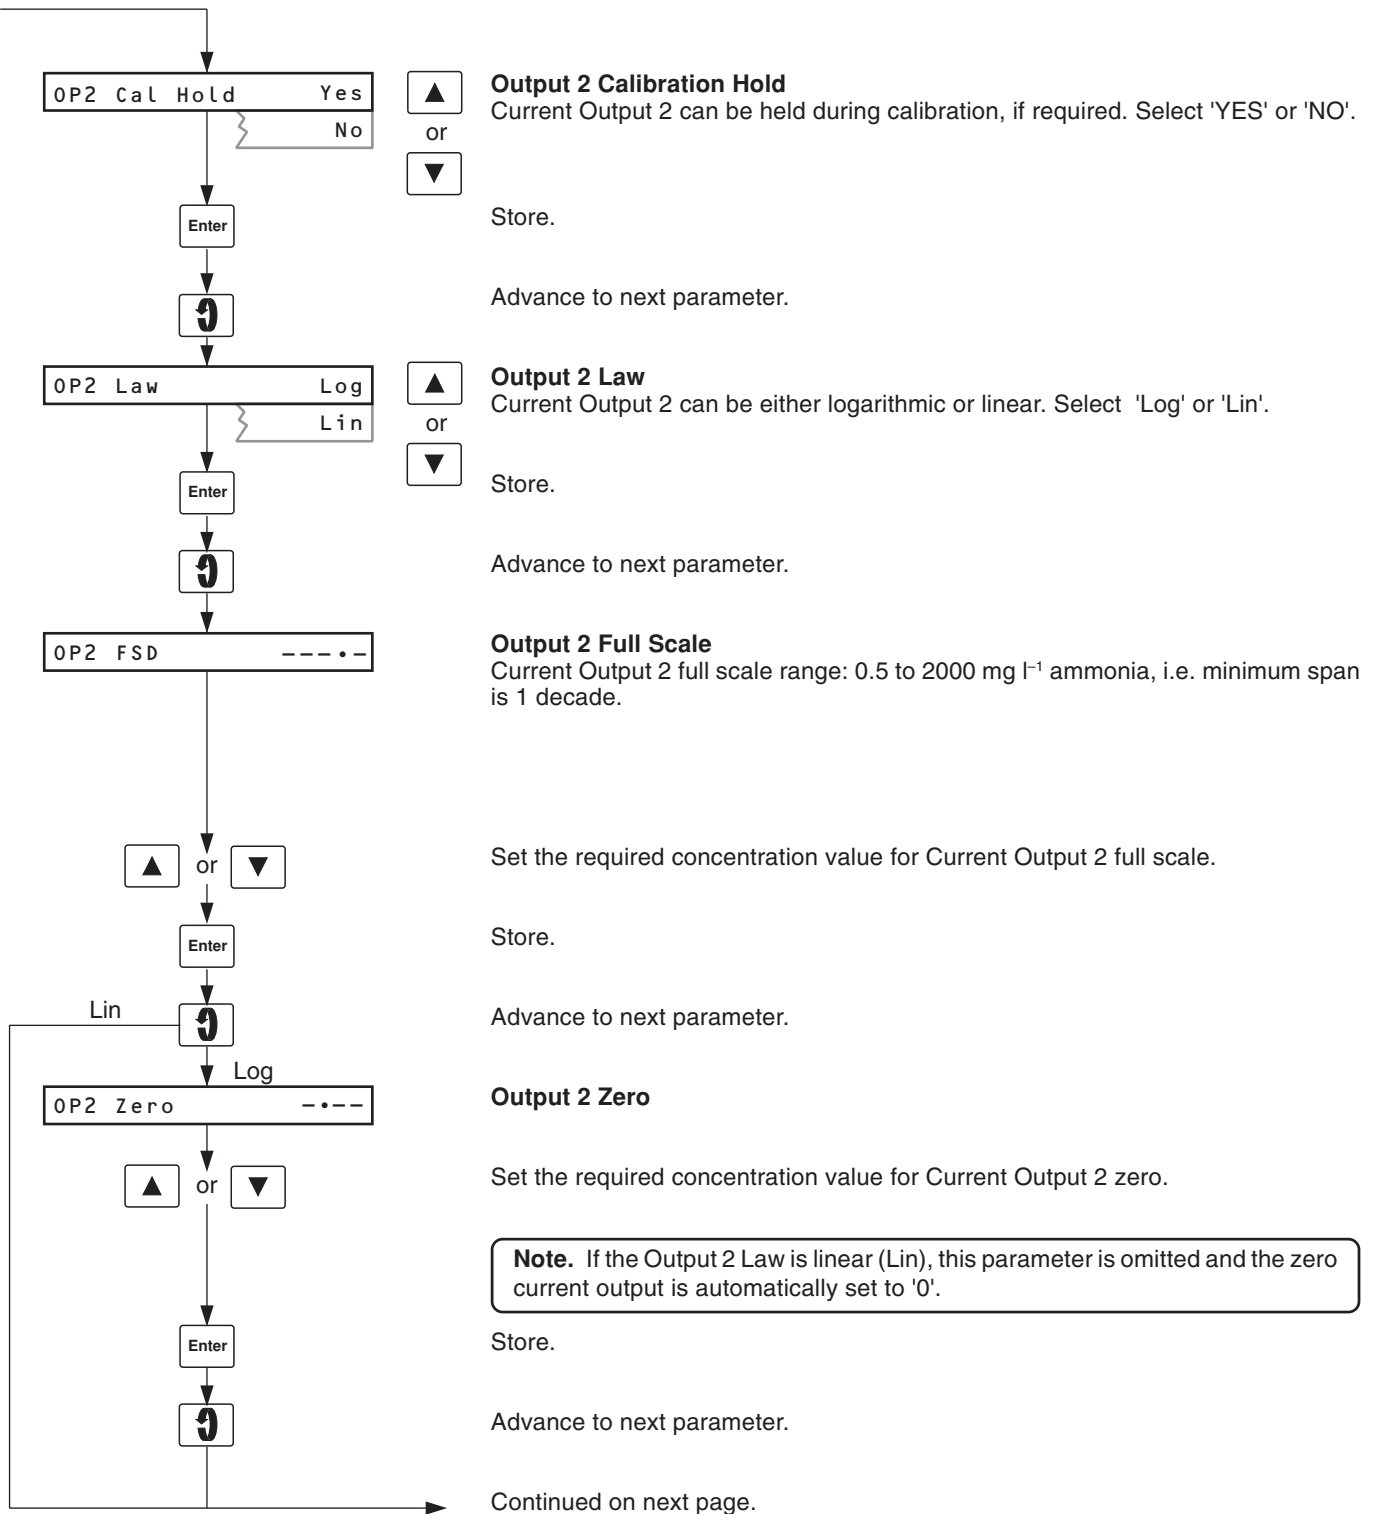 OP2 Cal Hold Yes
No
or
Output 2 Calibration Hold
Current Output 2 can be held during calibration, if required. Select 'YES' or 'NO'.
Enter
Store.
Advance to next parameter.
OP2 Law Log
Lin
or
Output 2 Law
Current Output 2 can be either logarithmic or linear. Select 'Log' or 'Lin'.
Enter
Store.
Advance to next parameter.
OP2 FSD ---•-
Output 2 Full Scale
Current Output 2 full scale range: 0.5 to 2000 mg l⁻¹ ammonia, i.e. minimum span
is 1 decade.
or
Set the required concentration value for Current Output 2 full scale.
Enter
Store.
Lin
Advance to next parameter.
Log
OP2 Zero -•--
Output 2 Zero
or
Set the required concentration value for Current Output 2 zero.
Note. If the Output 2 Law is linear (Lin), this parameter is omitted and the zero
current output is automatically set to '0'.
Enter
Store.
Advance to next parameter.
Continued on next page.